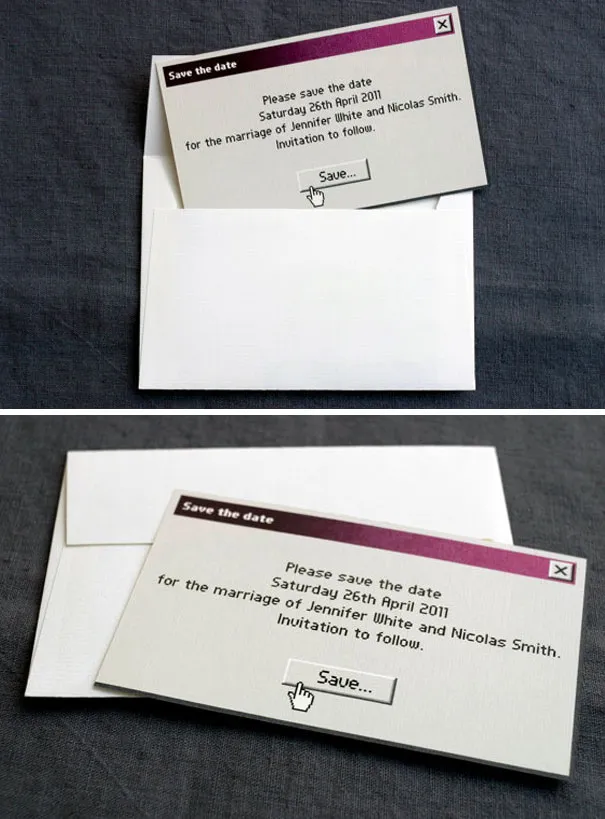 Save the date
Please save the date
Saturday 26th April 2011
for the marriage of Jennifer White and Nicolas Smith.
Invitation to follow.
Save...
Save the date
Please save the date
Saturday 26th April 2011
for the marriage of Jennifer White and Nicolas Smith.
Invitation to follow.
Save...